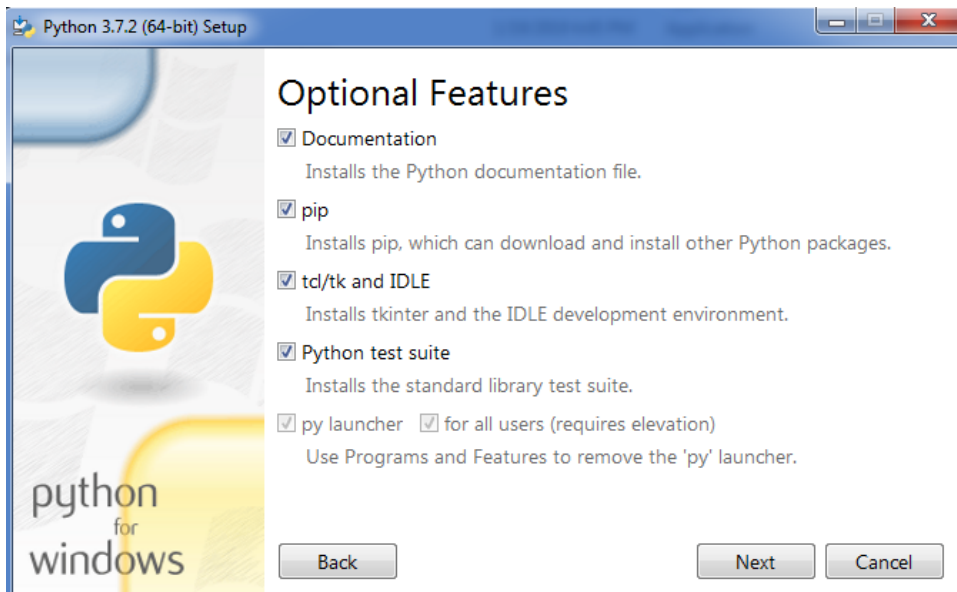 Python 3.7.2 (64-bit) Setup
Optional Features
Documentation
Installs the Python documentation file.
pip
Installs pip, which can download and install other Python packages.
tcl/tk and IDLE
Installs tkinter and the IDLE development environment.
Python test suite
Installs the standard library test suite.
py launcher for all users (requires elevation)
Use Programs and Features to remove the 'py' launcher.
python
for
windows
Back Next Cancel